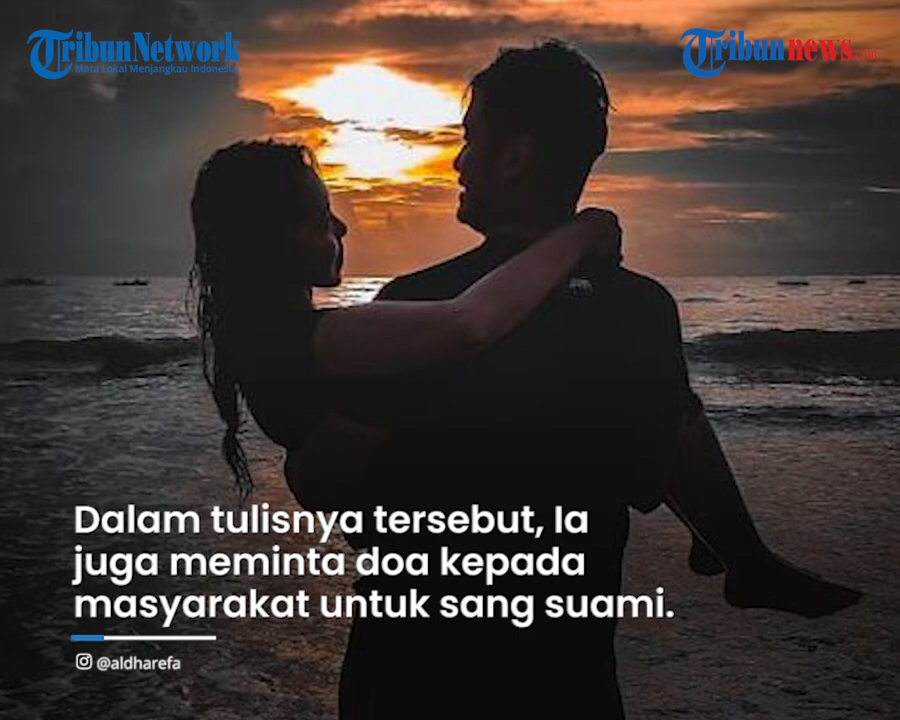 TribunNetwork
Mata Lokal Menjangkau Indonesia
Tribunnews.com
Dalam tulisnya tersebut, Ia
juga meminta doa kepada
masyarakat untuk sang suami.
@aldharefa